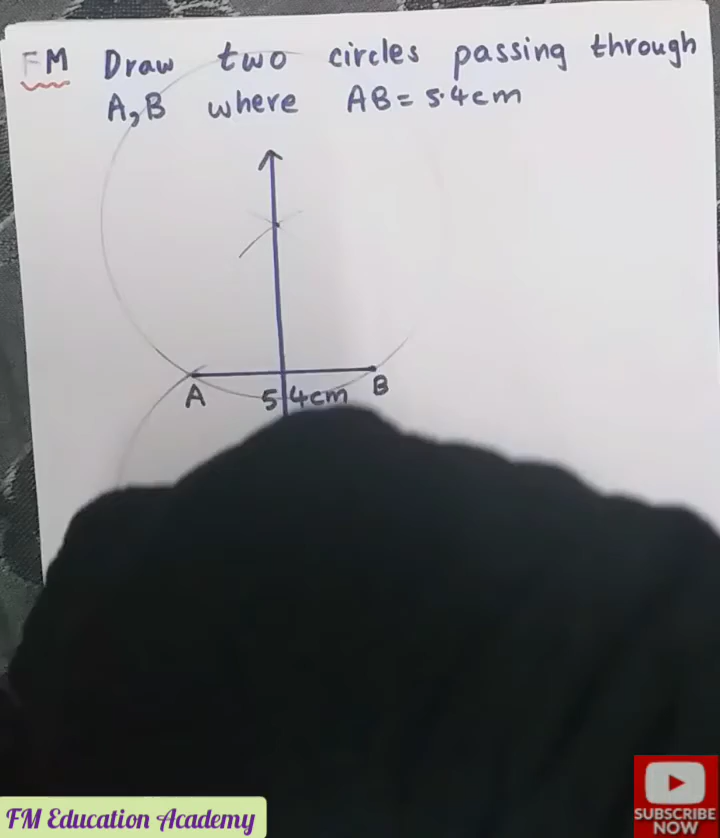 FM Draw two circles passing through
A, B where AB = 5.4cm
A 5.4cm B
FM Education Academy
SUBSCRIBE
NOW